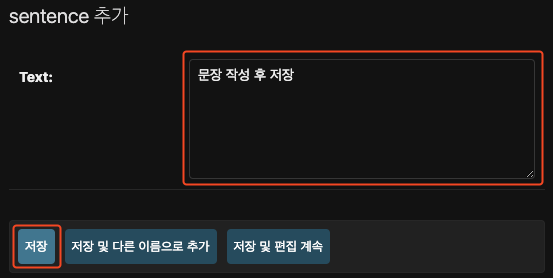 sentence 추가
Text:
문장 작성 후 저장
저장
저장 및 다른 이름으로 추가
저장 및 편집 계속